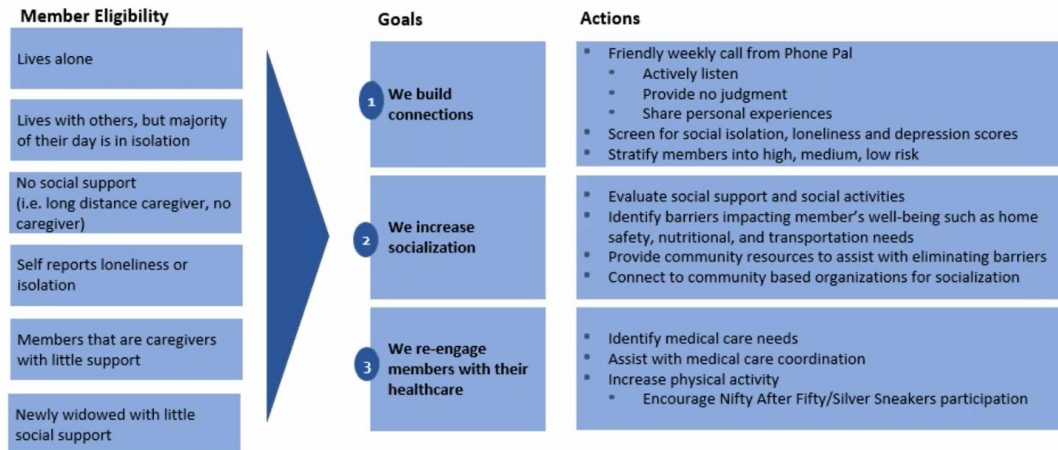 Member Eligibility
Lives alone
Lives with others, but majority
of their day is in isolation
No social support
(i.e. long distance caregiver, no
caregiver)
Self reports loneliness or
isolation
Members that are caregivers
with little support
Newly widowed with little
social support
Goals
1 We build
connections
2 We increase
socialization
3 We re-engage
members with their
healthcare
Actions
• Friendly weekly call from Phone Pal
• Actively listen
• Provide no judgment
• Share personal experiences
• Screen for social isolation, loneliness and depression scores
• Stratify members into high, medium, low risk
• Evaluate social support and social activities
• Identify barriers impacting member's well-being such as home
safety, nutritional, and transportation needs
• Provide community resources to assist with eliminating barriers
• Connect to community based organizations for socialization
• Identify medical care needs
• Assist with medical care coordination
• Increase physical activity
• Encourage Nifty After Fifty/Silver Sneakers participation